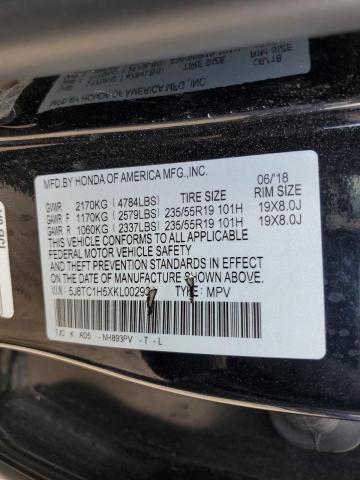 MFD.BY HONDA OF AMERICA MFG.,INC. 06/18
GVWR 2170KG (4784LBS) TIRE SIZE RIM SIZE
GAWR F 1170KG (2579LBS) 235/55R19 101H 19X8.0J
GAWR R 1060KG (2337LBS) 235/55R19 101H 19X8.0J
THIS VEHICLE CONFORMS TO ALL APPLICABLE
FEDERAL MOTOR VEHICLE SAFETY
AND THEFT PREVENTION STANDARDS IN EFFECT
ON THE DATE OF MANUFACTURE SHOWN ABOVE.
V.I.N.: TYPE: MPV
TJC K AD5 - NH893PV - T - L